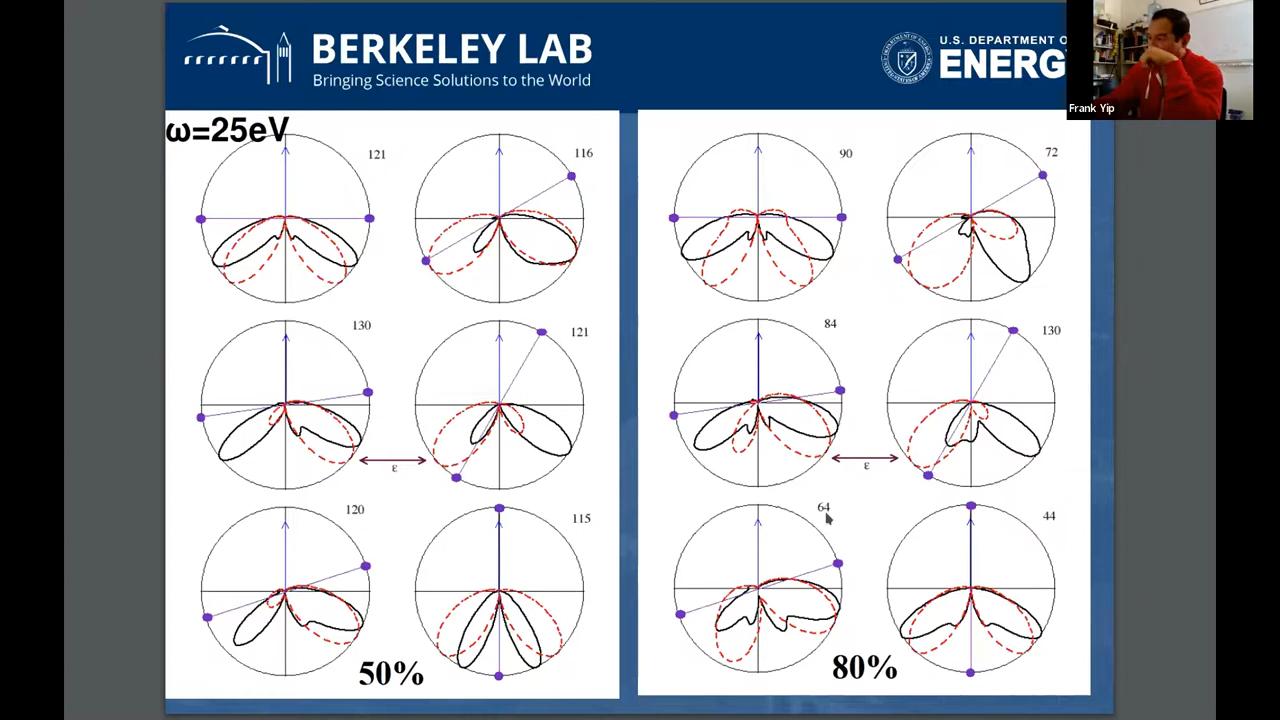 BERKELEY LAB
Bringing Science Solutions to the World
U.S. DEPARTMENT O
ENERGY
Frank Yip
ω=25eV
121
116
130
121
ε
120
115
50%
90
72
84
130
ε
64
44
80%